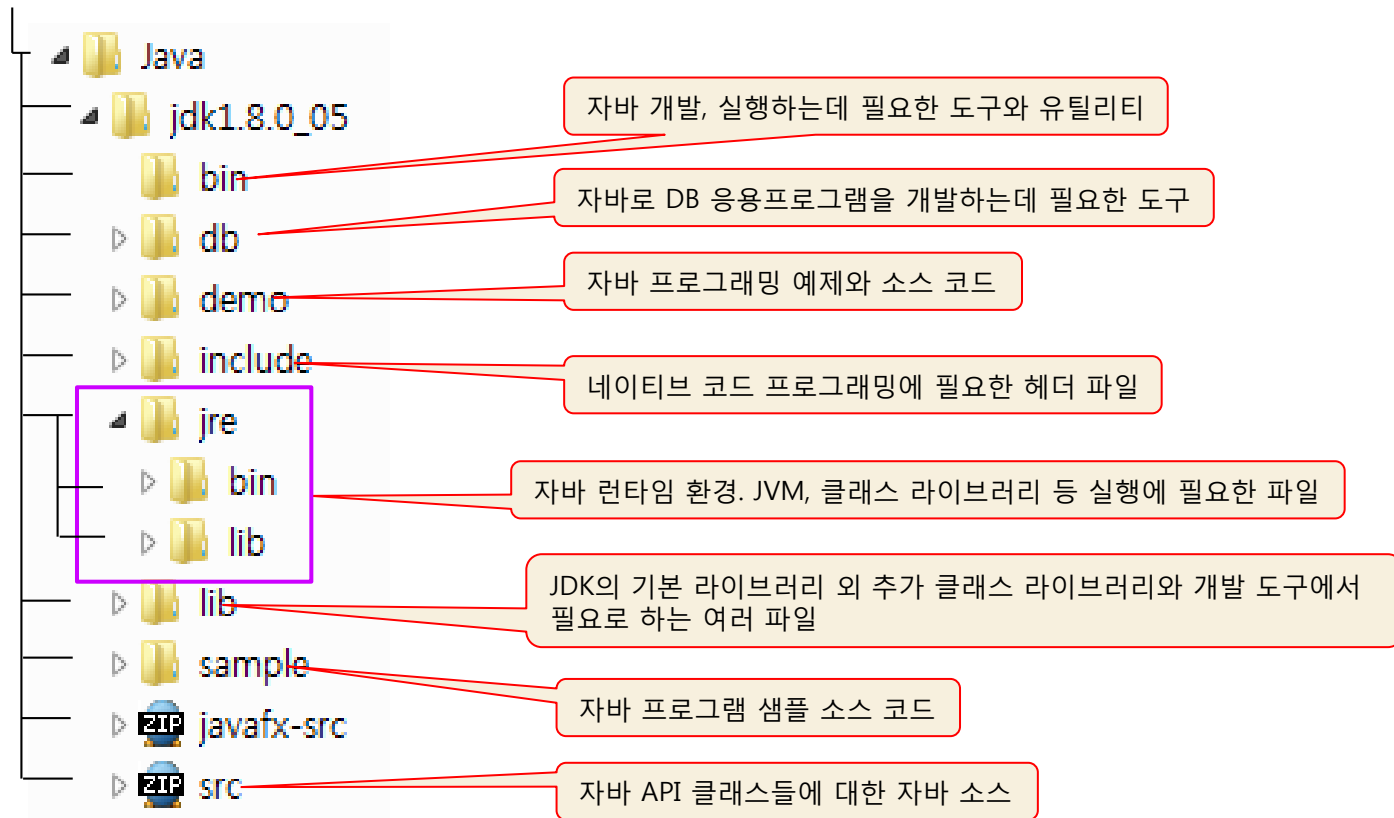 Java
jdk1.8.0_05
자바 개발, 실행하는데 필요한 도구와 유틸리티
bin
자바로 DB 응용프로그램을 개발하는데 필요한 도구
db
자바 프로그래밍 예제와 소스 코드
demo
include
네이티브 코드 프로그래밍에 필요한 헤더 파일
jre
bin
자바 런타임 환경. JVM, 클래스 라이브러리 등 실행에 필요한 파일
lib
JDK의 기본 라이브러리 외 추가 클래스 라이브러리와 개발 도구에서
필요로 하는 여러 파일
lib
sample
자바 프로그램 샘플 소스 코드
ZIP javafx-src
ZIP src
자바 API 클래스들에 대한 자바 소스